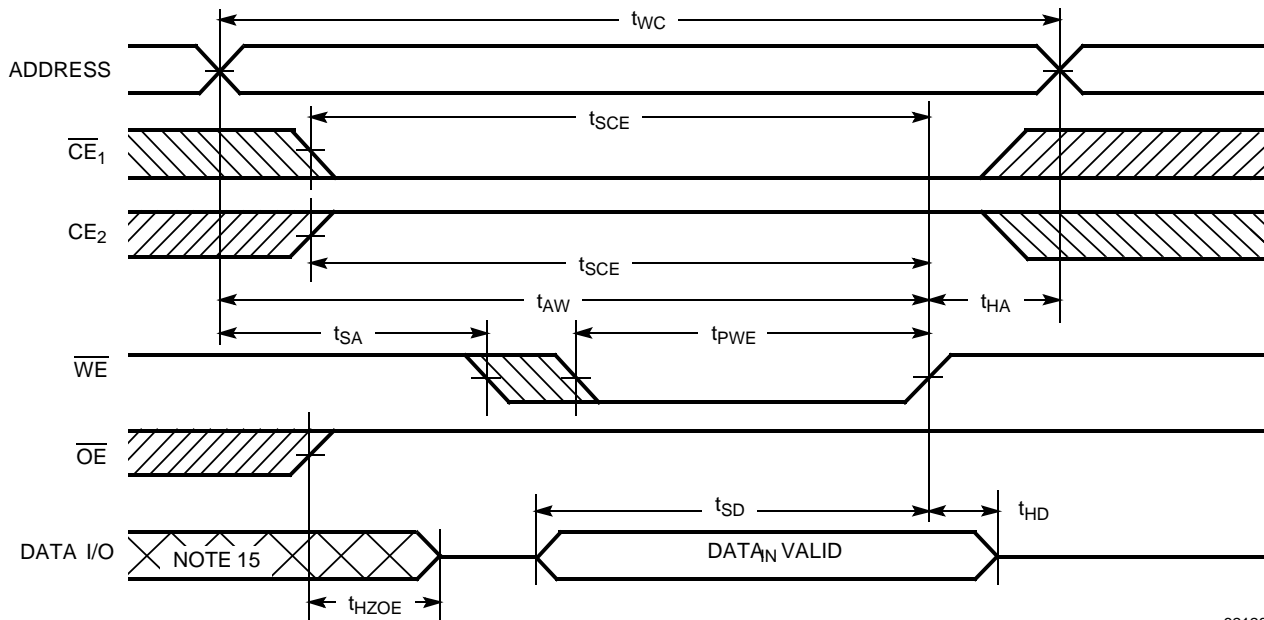 tWC
ADDRESS
tSCE
CE1
CE2
tSCE
tAW
tHA
tSA
tPWE
WE
OE
tSD
tHD
DATA I/O
NOTE 15
DATAIN VALID
tHZOE